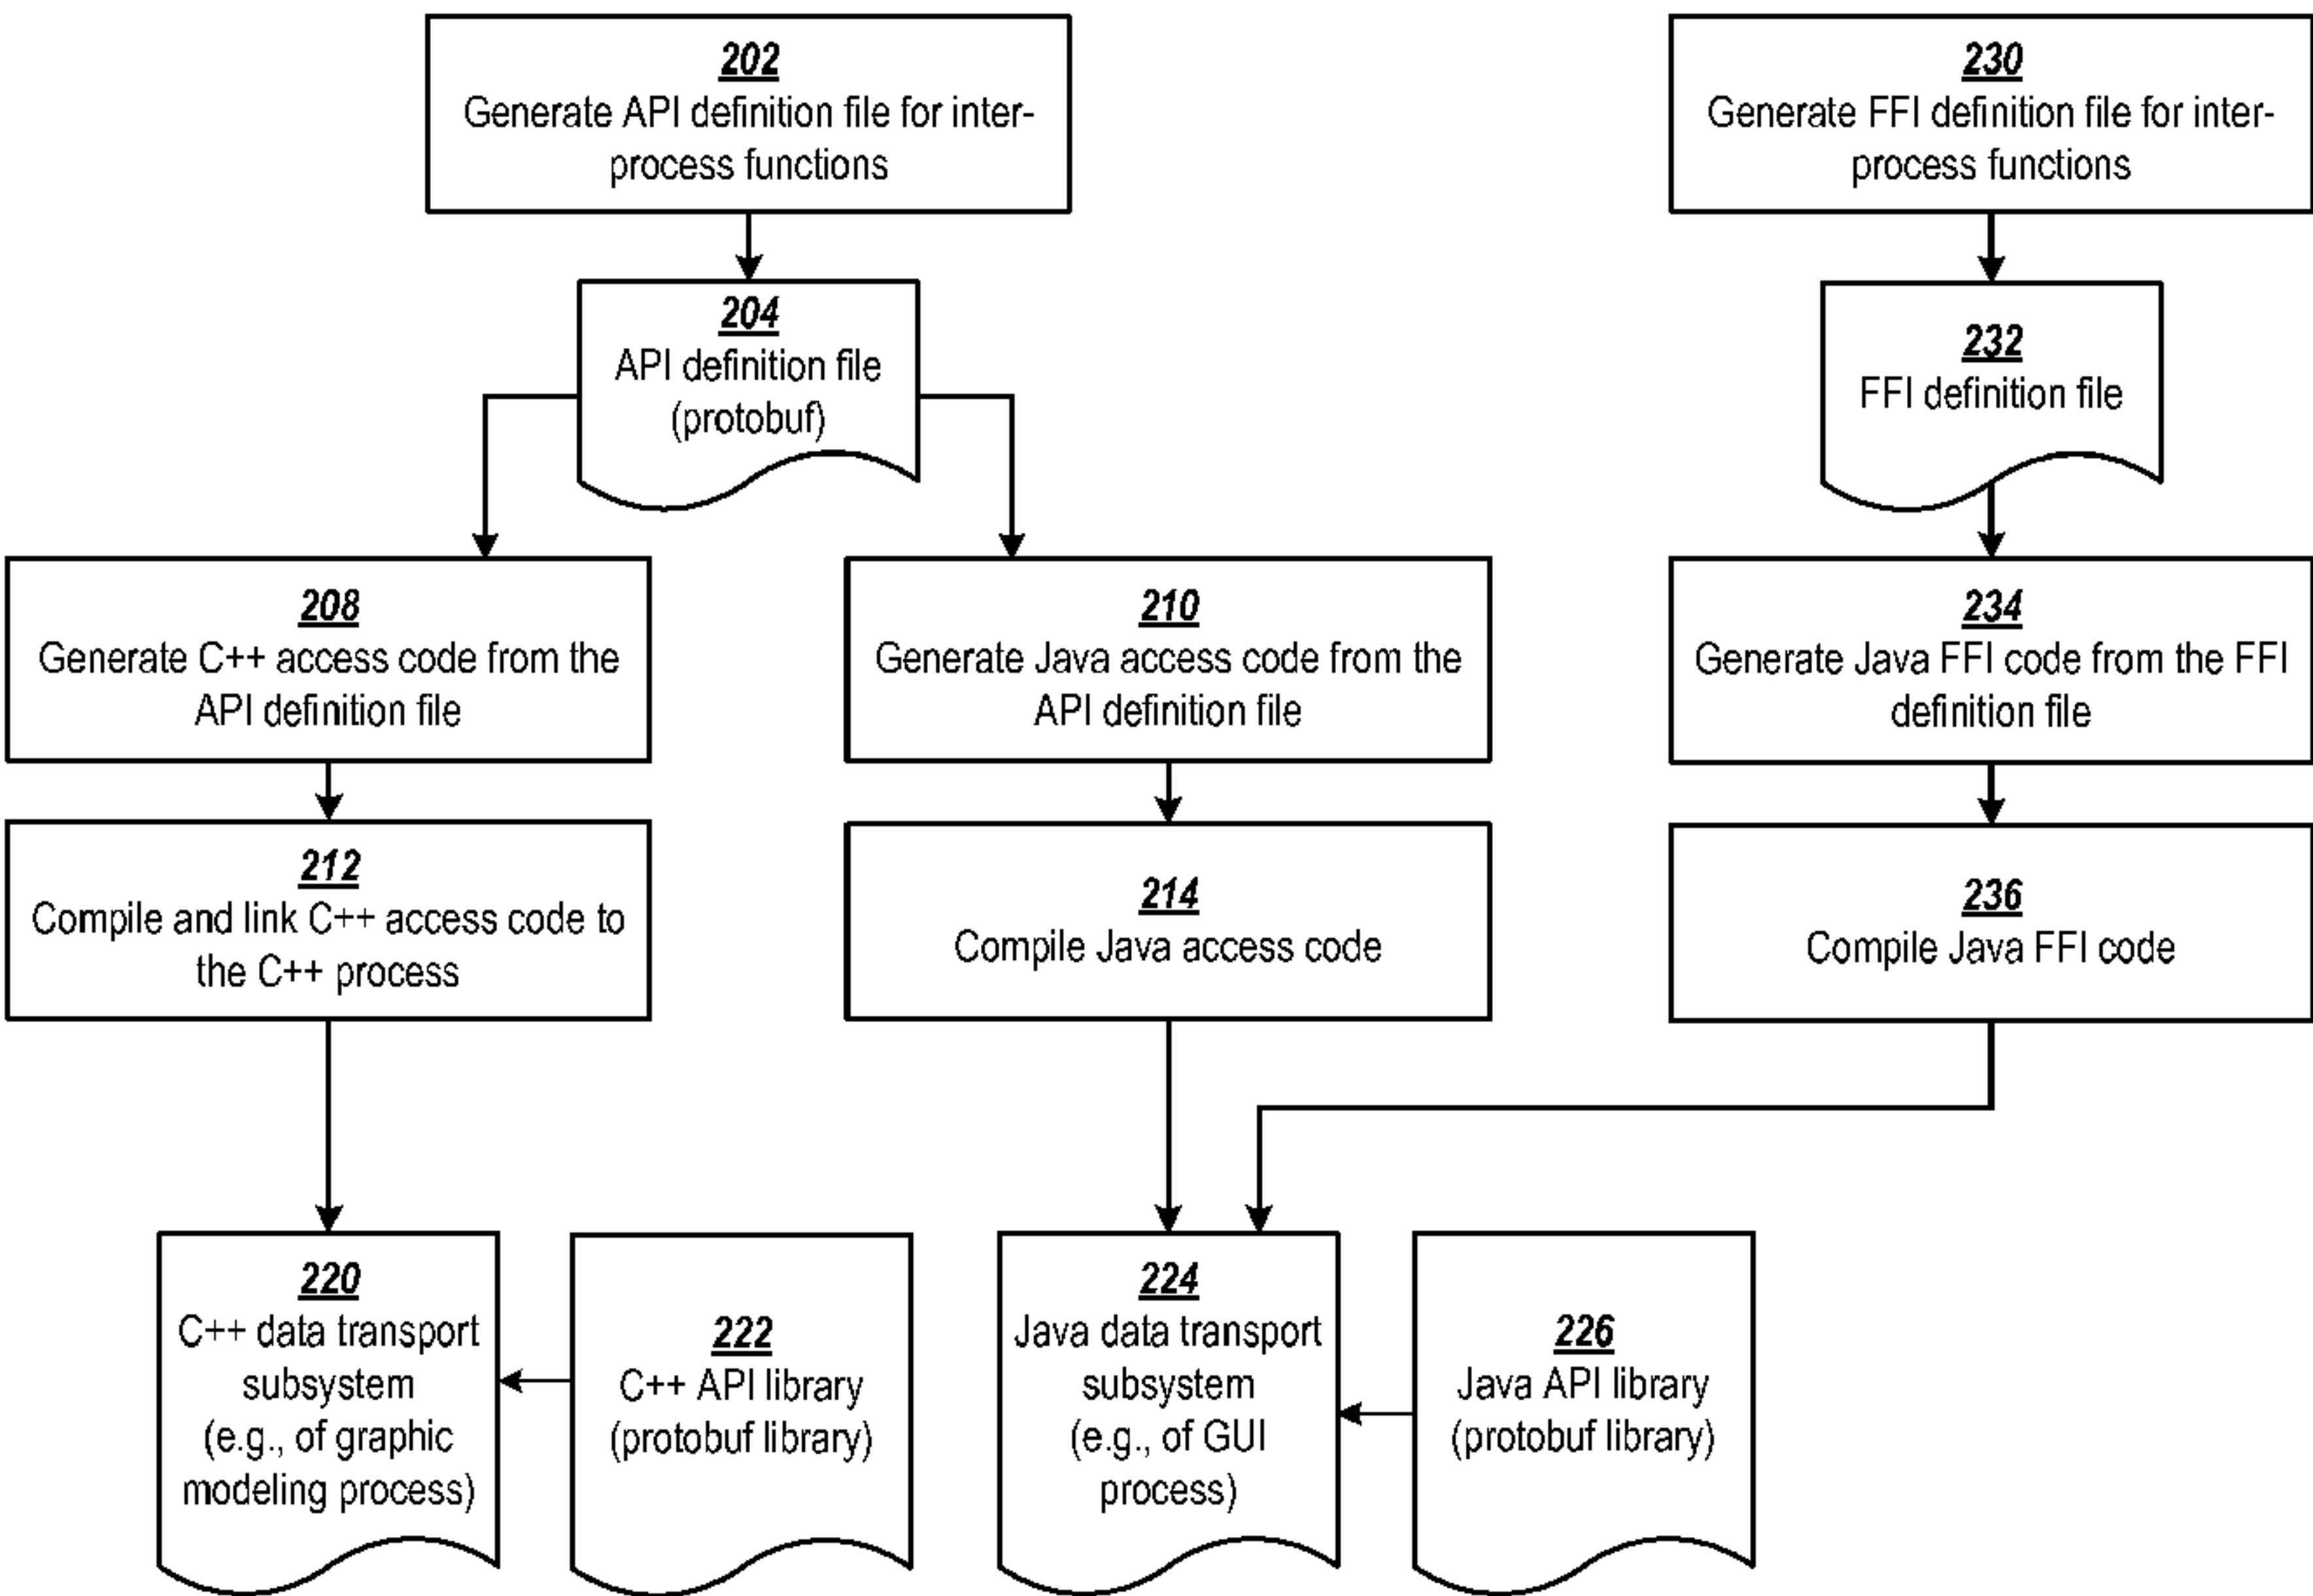 202
Generate API definition file for inter-
process functions
230
Generate FFI definition file for inter-
process functions
204
API definition file
(protobuf)
232
FFI definition file
208
Generate C++ access code from the
API definition file
210
Generate Java access code from the
API definition file
234
Generate Java FFI code from the FFI
definition file
212
Compile and link C++ access code to
the C++ process
214
Compile Java access code
236
Compile Java FFI code
220
C++ data transport
subsystem
(e.g., of graphic
modeling process)
222
C++ API library
(protobuf library)
224
Java data transport
subsystem
(e.g., of GUI
process)
226
Java API library
(protobuf library)